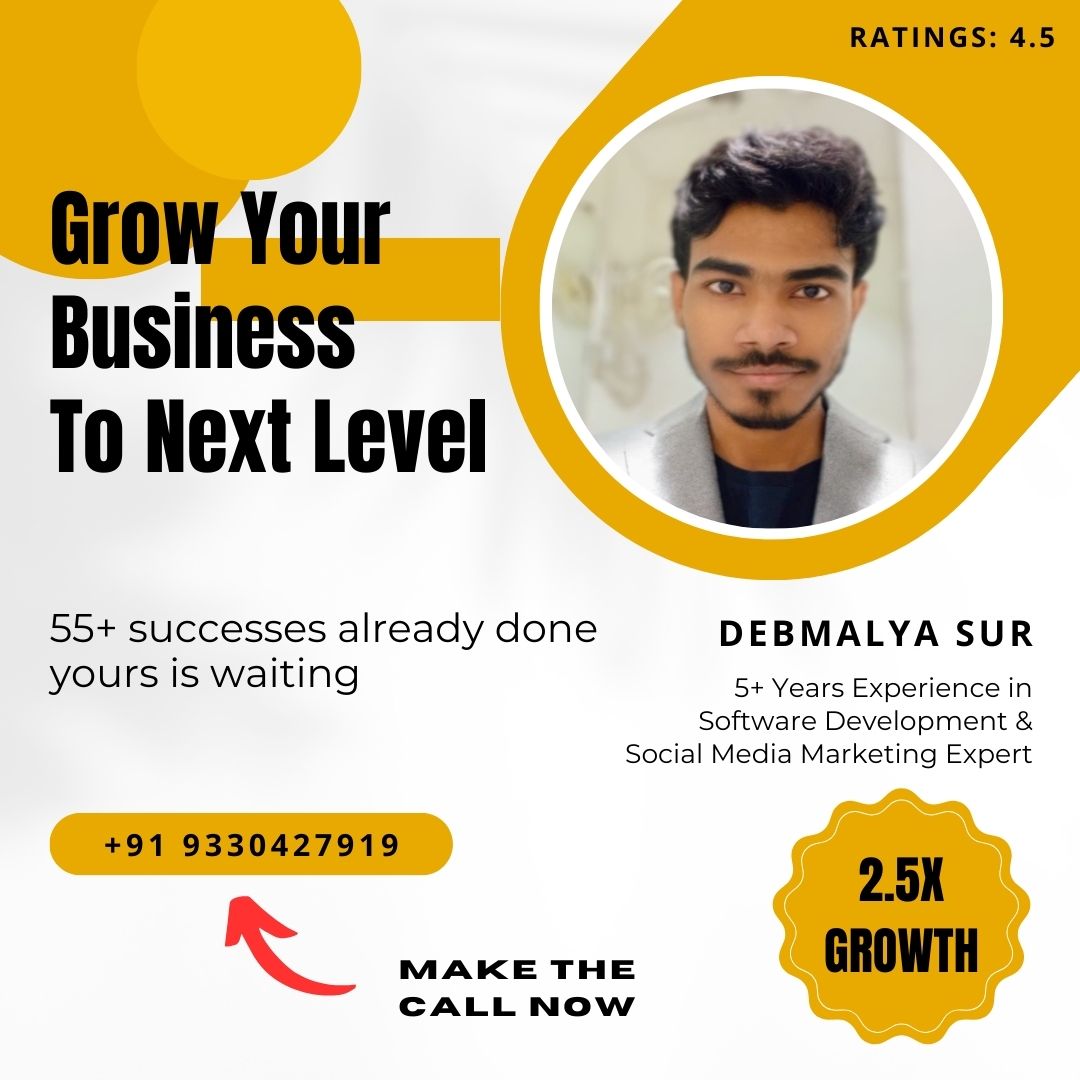 RATINGS: 4.5
Grow Your
Business
To Next Level
55+ successes already done
yours is waiting
DEBMALYA SUR
5+ Years Experience in
Software Development &
Social Media Marketing Expert
+91 9330427919
MAKE THE
CALL NOW
2.5X
GROWTH